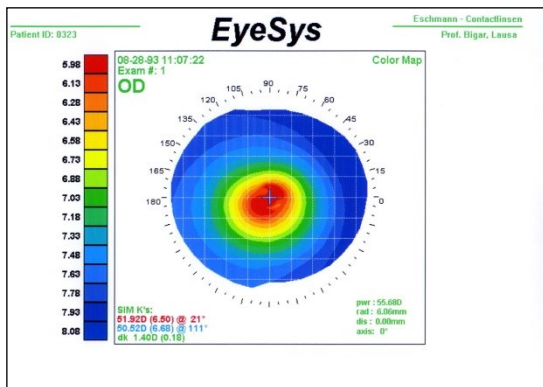 Patient ID: 8323
EyeSys
Eschmann - Contactlinsen
Prof. Bigar, Lausa
08-28-93 11:07:22
Exam #: 1
OD
Color Map
5.98
6.13
6.28
6.43
6.58
6.73
6.88
7.03
7.18
7.33
7.48
7.63
7.78
7.93
8.08
90
105
120
135
150
165
180
75
60
45
30
15
0
SIM K's:
51.92D (6.50) @ 21°
50.52D (6.68) @ 111°
dk 1.40D (0.18)
pwr : 55.68D
rad : 6.06mm
dis : 0.00mm
axis: 0°